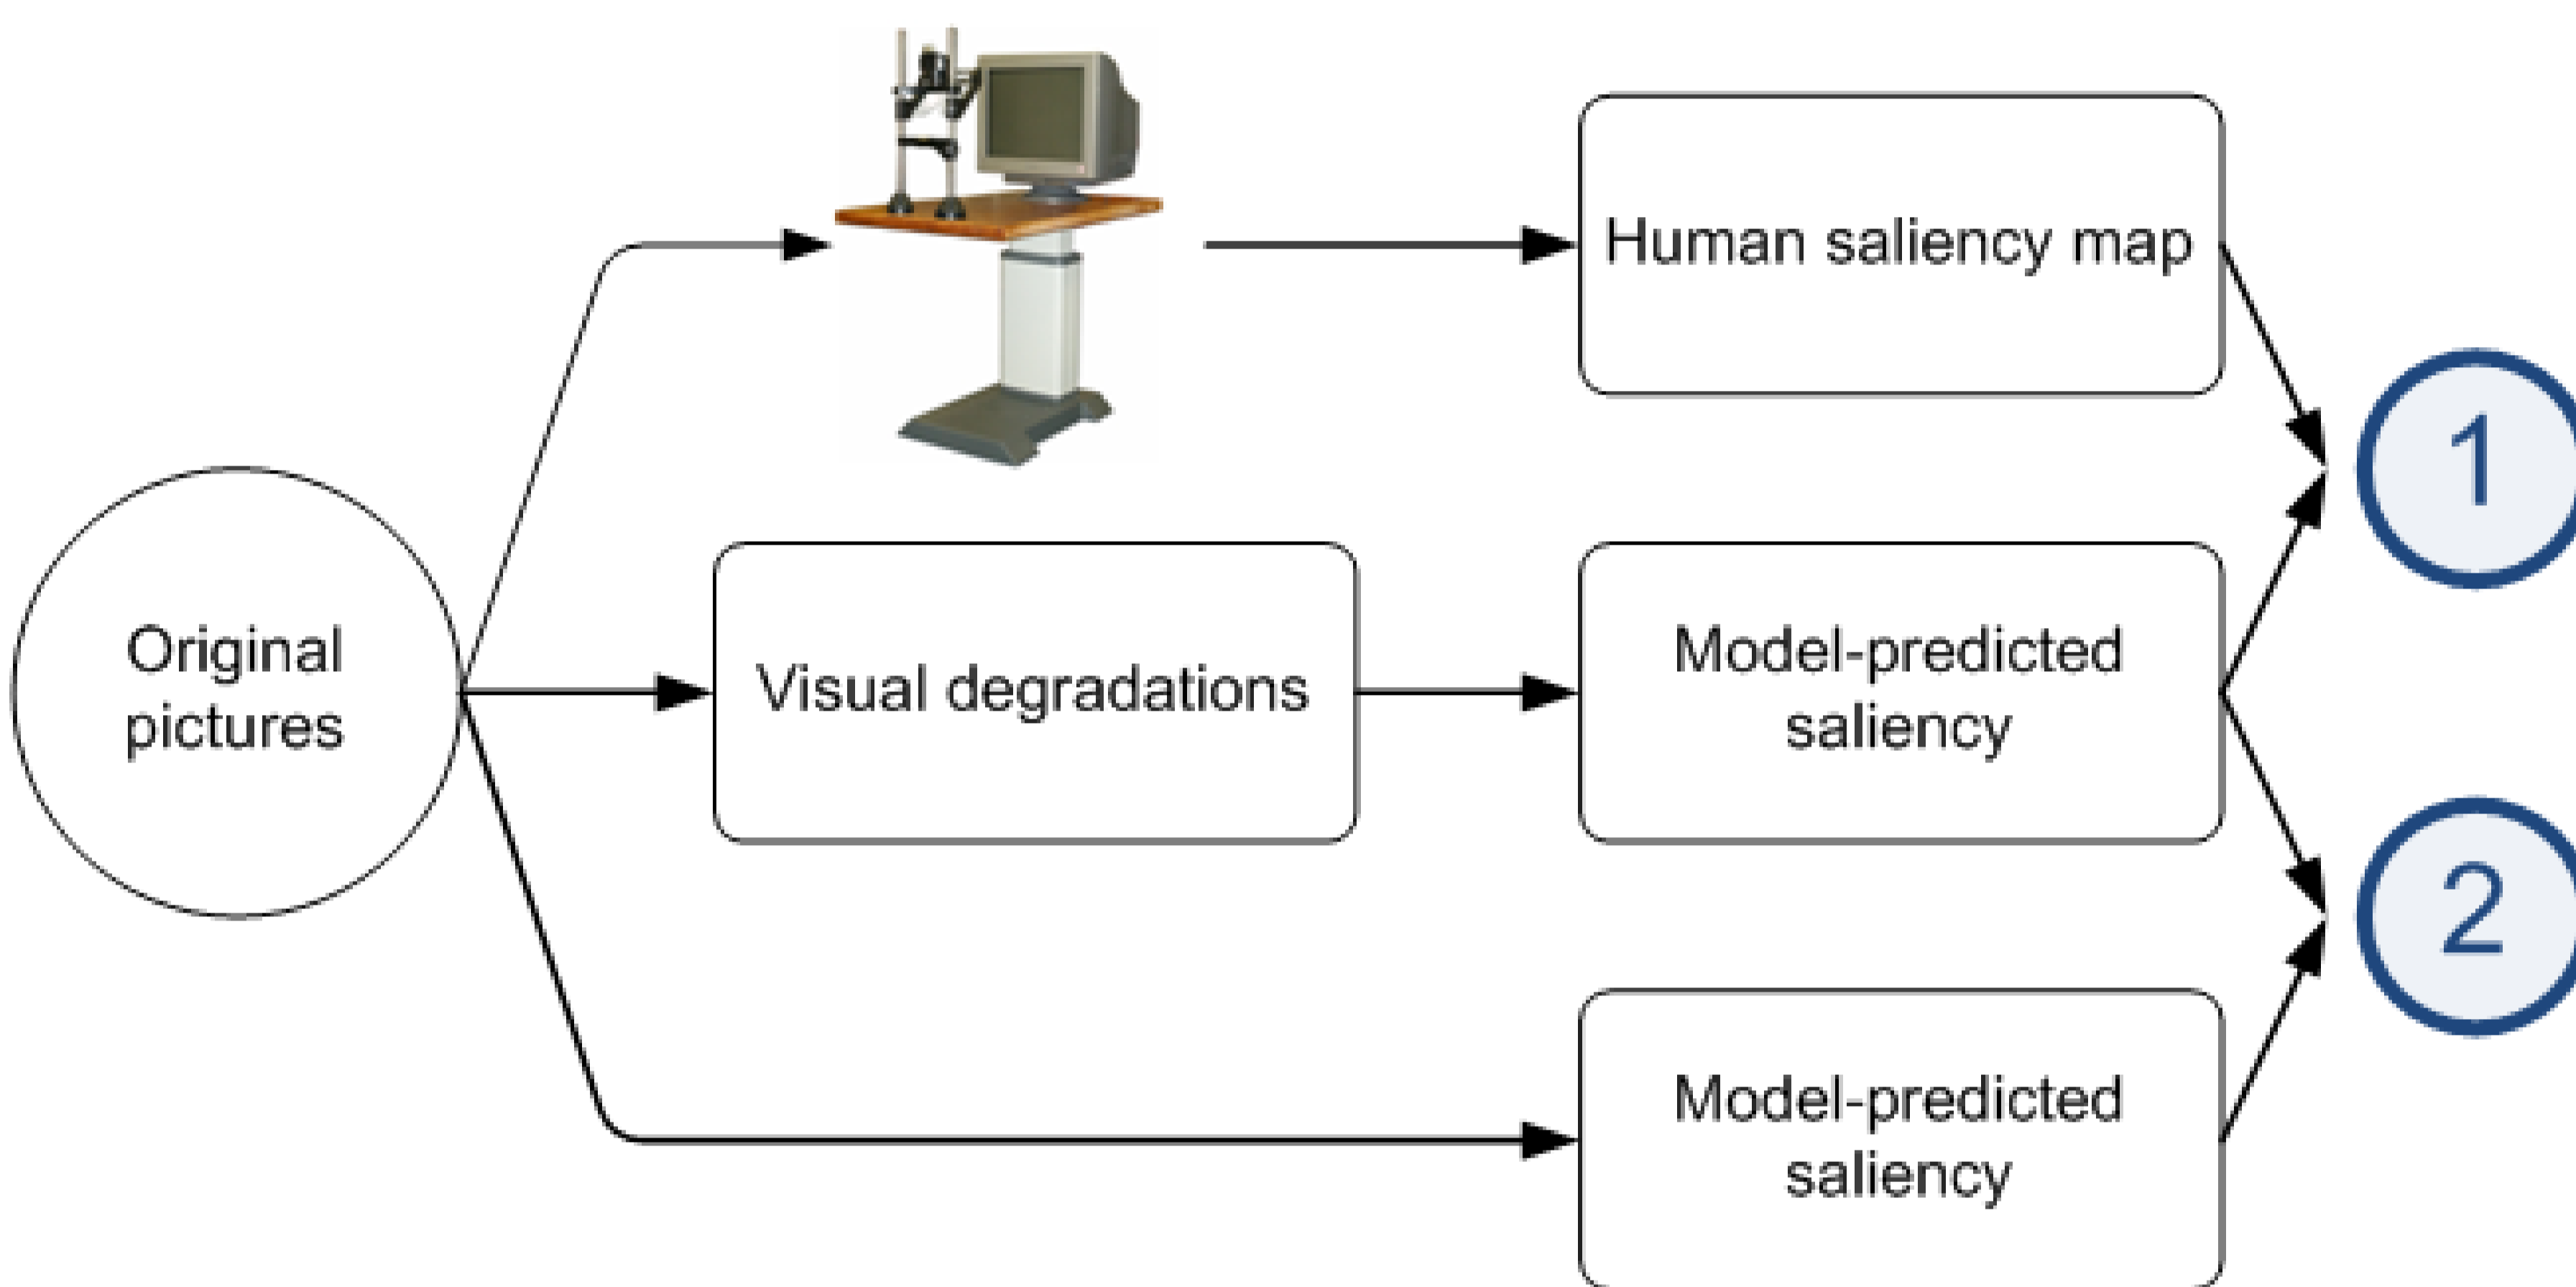 Human saliency map
1
Original
pictures
Visual degradations
Model-predicted
saliency
2
Model-predicted
saliency